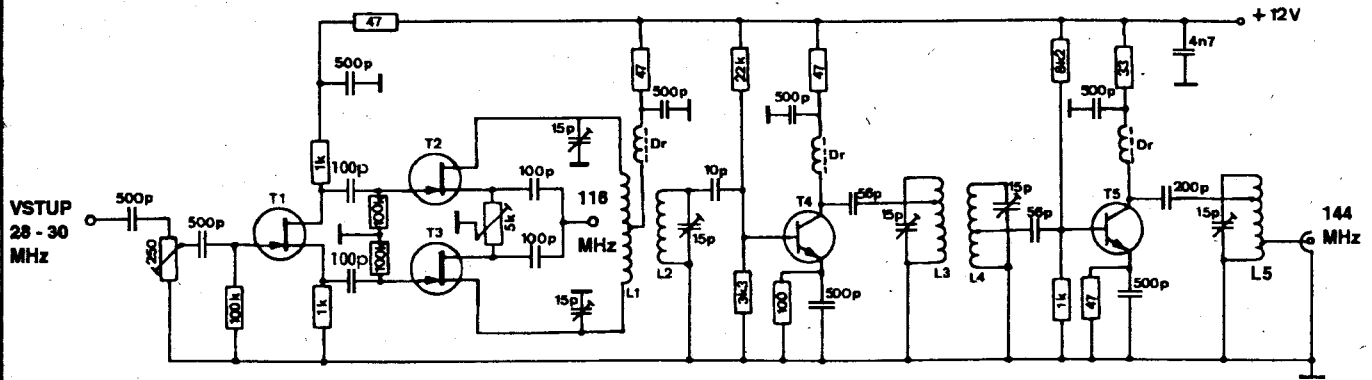 47
+ 12V
500p
47
22k
47
8k2
33
4n7
500p
500p
500p
T2
15p
Dr
Dr
Dr
1k
100p
100p
10p
116
MHz
VSTUP
28 - 30
MHz
500p
250
500p
T1
100k
100k
5k
T3
100p
100p
15p
L1
L2
15p
T4
56p
15p
L3
15p
L4
56p
T5
200p
15p
L5
144
MHz
100k
1k
3k3
100
500p
1k
47
500p